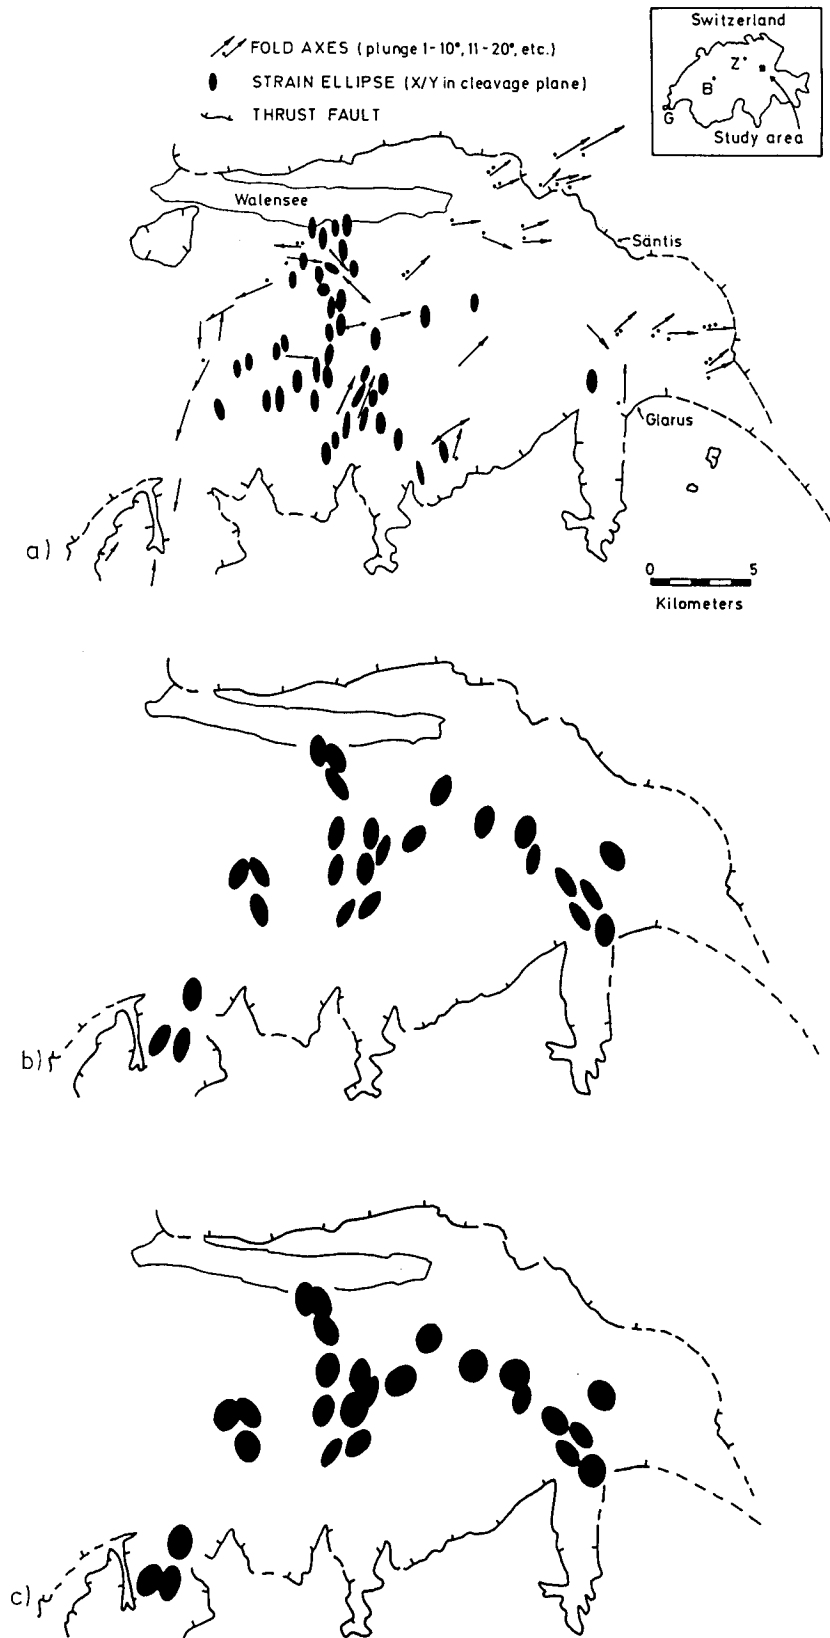 FOLD AXES (plunge 1-10°, 11-20°, etc.)
STRAIN ELLIPSE (X/Y in cleavage plane)
THRUST FAULT
Switzerland
Z
B
G
Study area
Walensee
Säntis
Glarus
a)
0 5
Kilometers
b)
c)